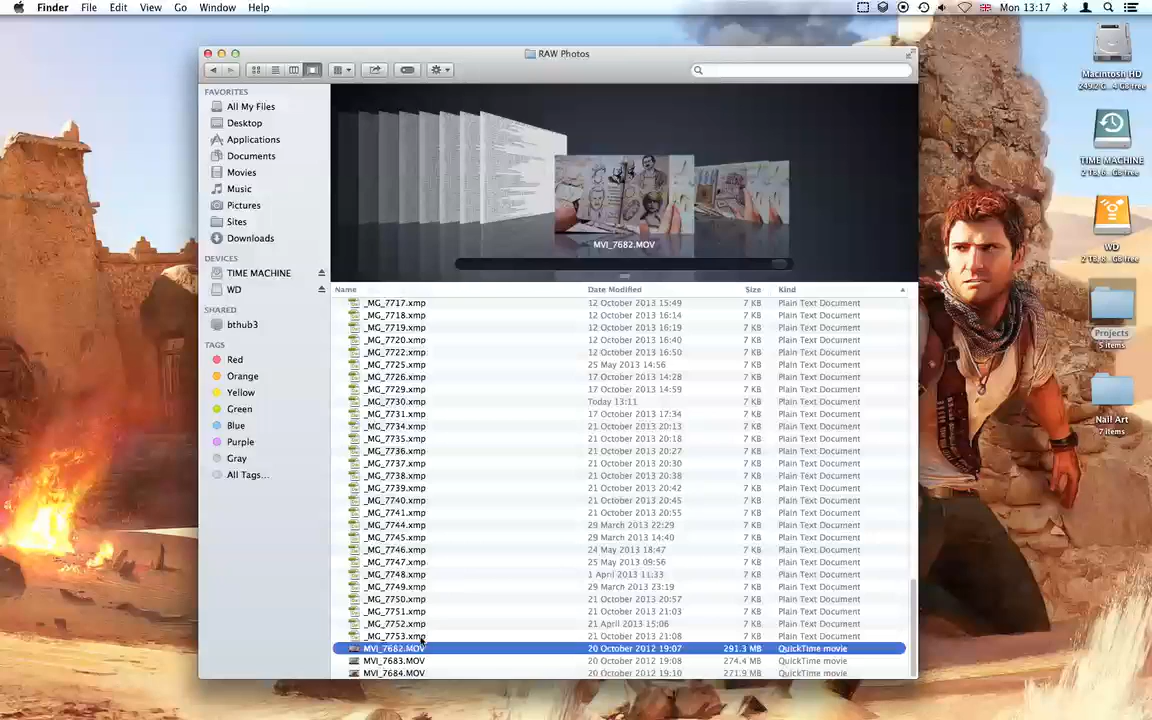 Finder File Edit View Go Window Help Mon 13:17
RAW Photos
FAVORITES
All My Files
Desktop
Applications
Documents
Movies
Music
Pictures
Sites
Downloads
DEVICES
TIME MACHINE
WD
SHARED
bthub3
TAGS
Red
Orange
Yellow
Green
Blue
Purple
Gray
All Tags...
MVI_7682.MOV
Name Date Modified Size Kind
_MG_7717.xmp 12 October 2013 15:49 7 KB Plain Text Document
_MG_7718.xmp 12 October 2013 16:14 7 KB Plain Text Document
_MG_7719.xmp 12 October 2013 16:19 7 KB Plain Text Document
_MG_7720.xmp 12 October 2013 16:40 7 KB Plain Text Document
_MG_7722.xmp 12 October 2013 16:50 7 KB Plain Text Document
_MG_7725.xmp 25 May 2013 14:56 7 KB Plain Text Document
_MG_7726.xmp 17 October 2013 14:28 7 KB Plain Text Document
_MG_7729.xmp 17 October 2013 14:59 7 KB Plain Text Document
_MG_7730.xmp Today 13:11 7 KB Plain Text Document
_MG_7731.xmp 17 October 2013 17:34 7 KB Plain Text Document
_MG_7734.xmp 21 October 2013 20:13 7 KB Plain Text Document
_MG_7735.xmp 21 October 2013 20:18 7 KB Plain Text Document
_MG_7736.xmp 21 October 2013 20:27 7 KB Plain Text Document
_MG_7737.xmp 21 October 2013 20:30 7 KB Plain Text Document
_MG_7738.xmp 21 October 2013 20:38 7 KB Plain Text Document
_MG_7739.xmp 21 October 2013 20:42 7 KB Plain Text Document
_MG_7740.xmp 21 October 2013 20:45 7 KB Plain Text Document
_MG_7741.xmp 21 October 2013 20:55 7 KB Plain Text Document
_MG_7744.xmp 29 March 2013 22:29 7 KB Plain Text Document
_MG_7745.xmp 29 March 2013 14:40 7 KB Plain Text Document
_MG_7746.xmp 24 May 2013 18:47 7 KB Plain Text Document
_MG_7747.xmp 25 May 2013 09:56 7 KB Plain Text Document
_MG_7748.xmp 1 April 2013 11:33 7 KB Plain Text Document
_MG_7749.xmp 29 March 2013 23:19 7 KB Plain Text Document
_MG_7750.xmp 21 October 2013 20:57 7 KB Plain Text Document
_MG_7751.xmp 21 October 2013 21:03 7 KB Plain Text Document
_MG_7752.xmp 21 April 2013 15:06 7 KB Plain Text Document
_MG_7753.xmp 21 October 2013 21:08 7 KB Plain Text Document
MVI_7682.MOV 20 October 2012 19:07 291.3 MB QuickTime movie
MVI_7683.MOV 20 October 2012 19:08 274.4 MB QuickTime movie
MVI_7684.MOV 20 October 2012 19:10 271.9 MB QuickTime movie
Macintosh HD
TIME MACHINE
WD
Projects
5 items
Nail Art
7 items